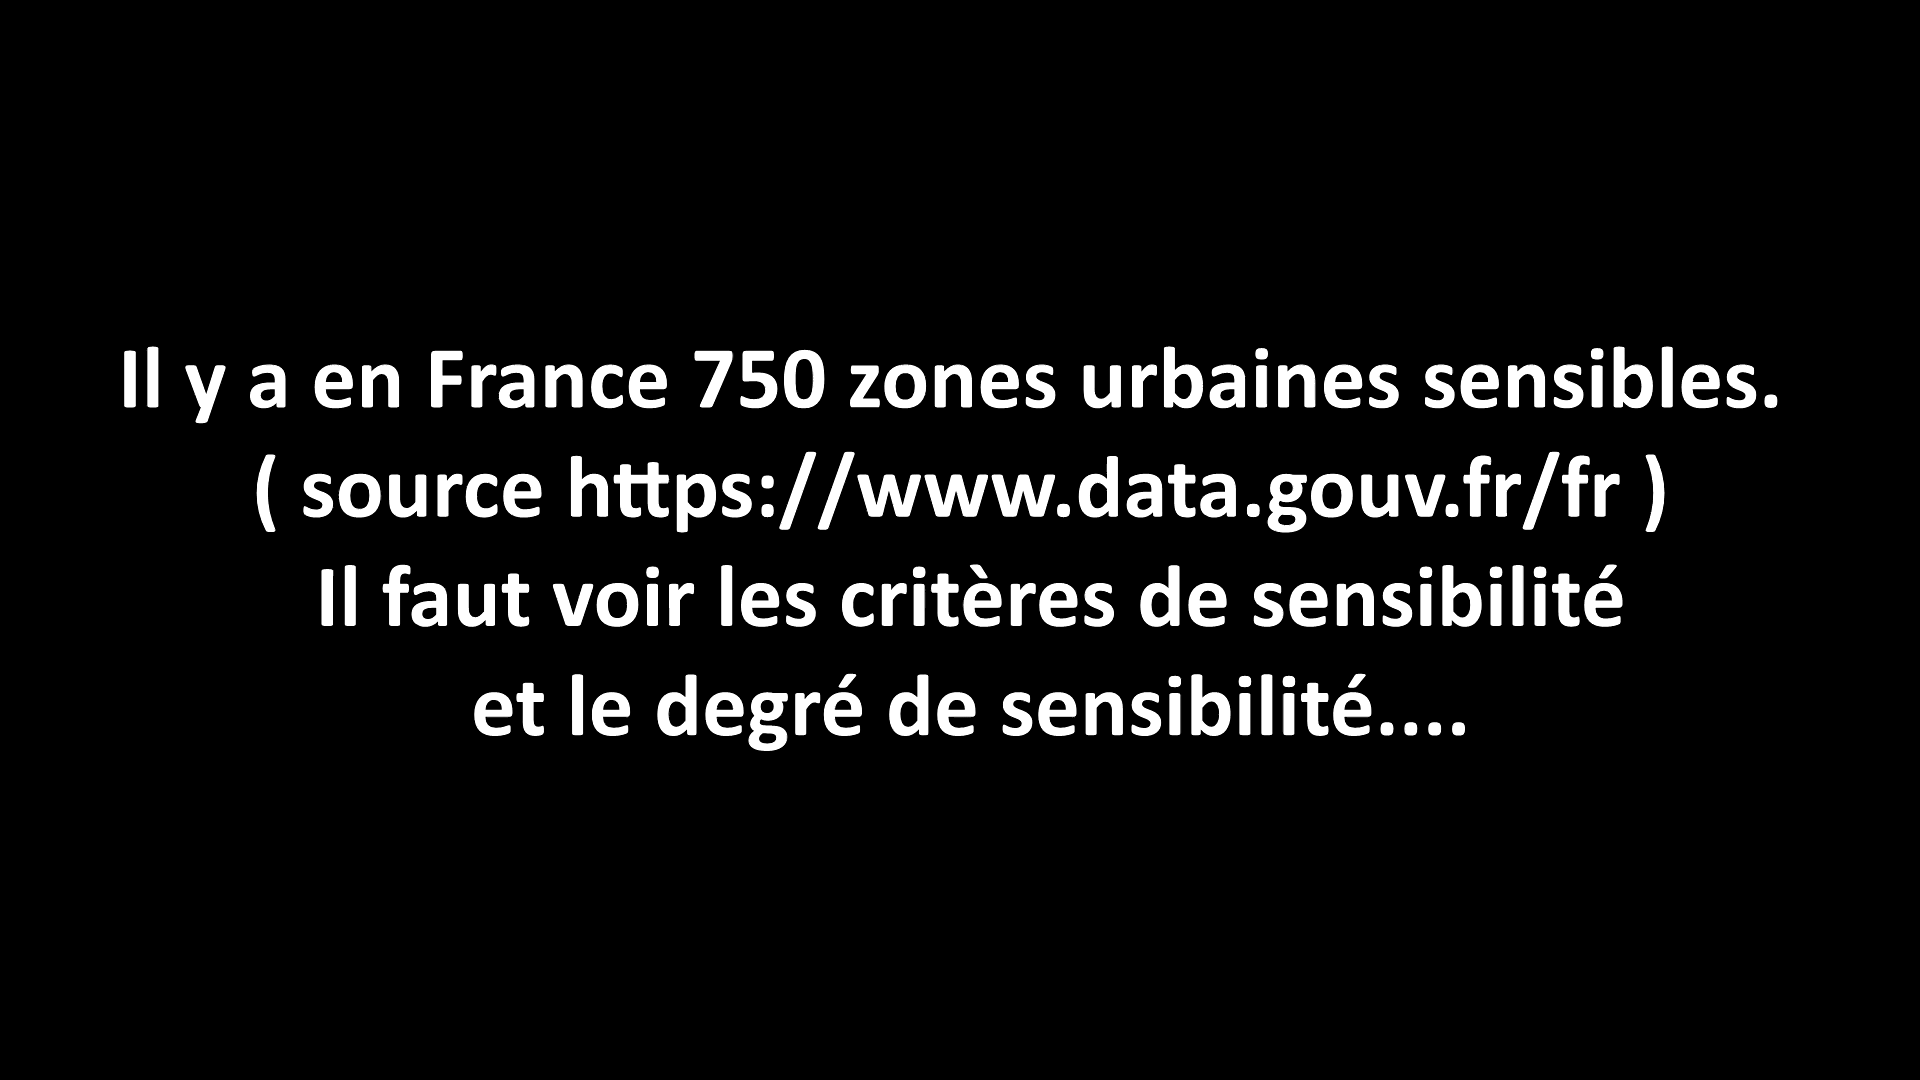 Il y a en France 750 zones urbaines sensibles.
( source https://www.data.gouv.fr/fr )
Il faut voir les critères de sensibilité
et le degré de sensibilité....